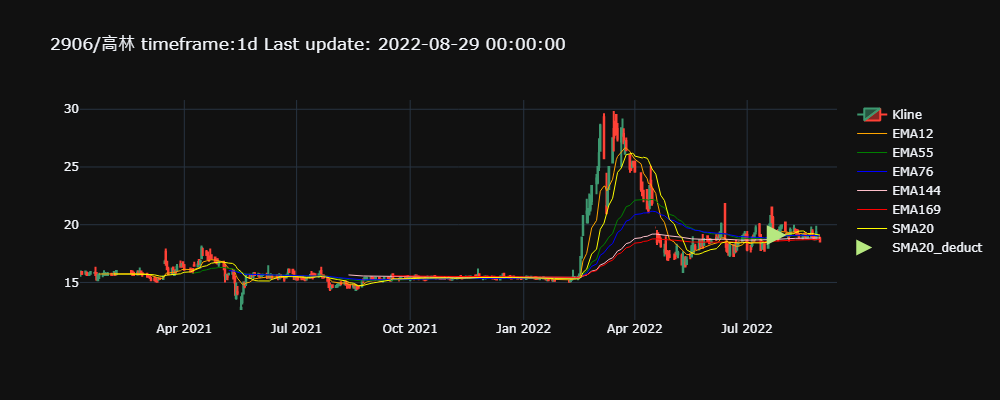 2906/高林 timeframe:1d Last update: 2022-08-29 00:00:00
30
25
20
15
Apr 2021
Jul 2021
Oct 2021
Jan 2022
Apr 2022
Jul 2022
Kline
EMA12
EMA55
EMA76
EMA144
EMA169
SMA20
SMA20_deduct